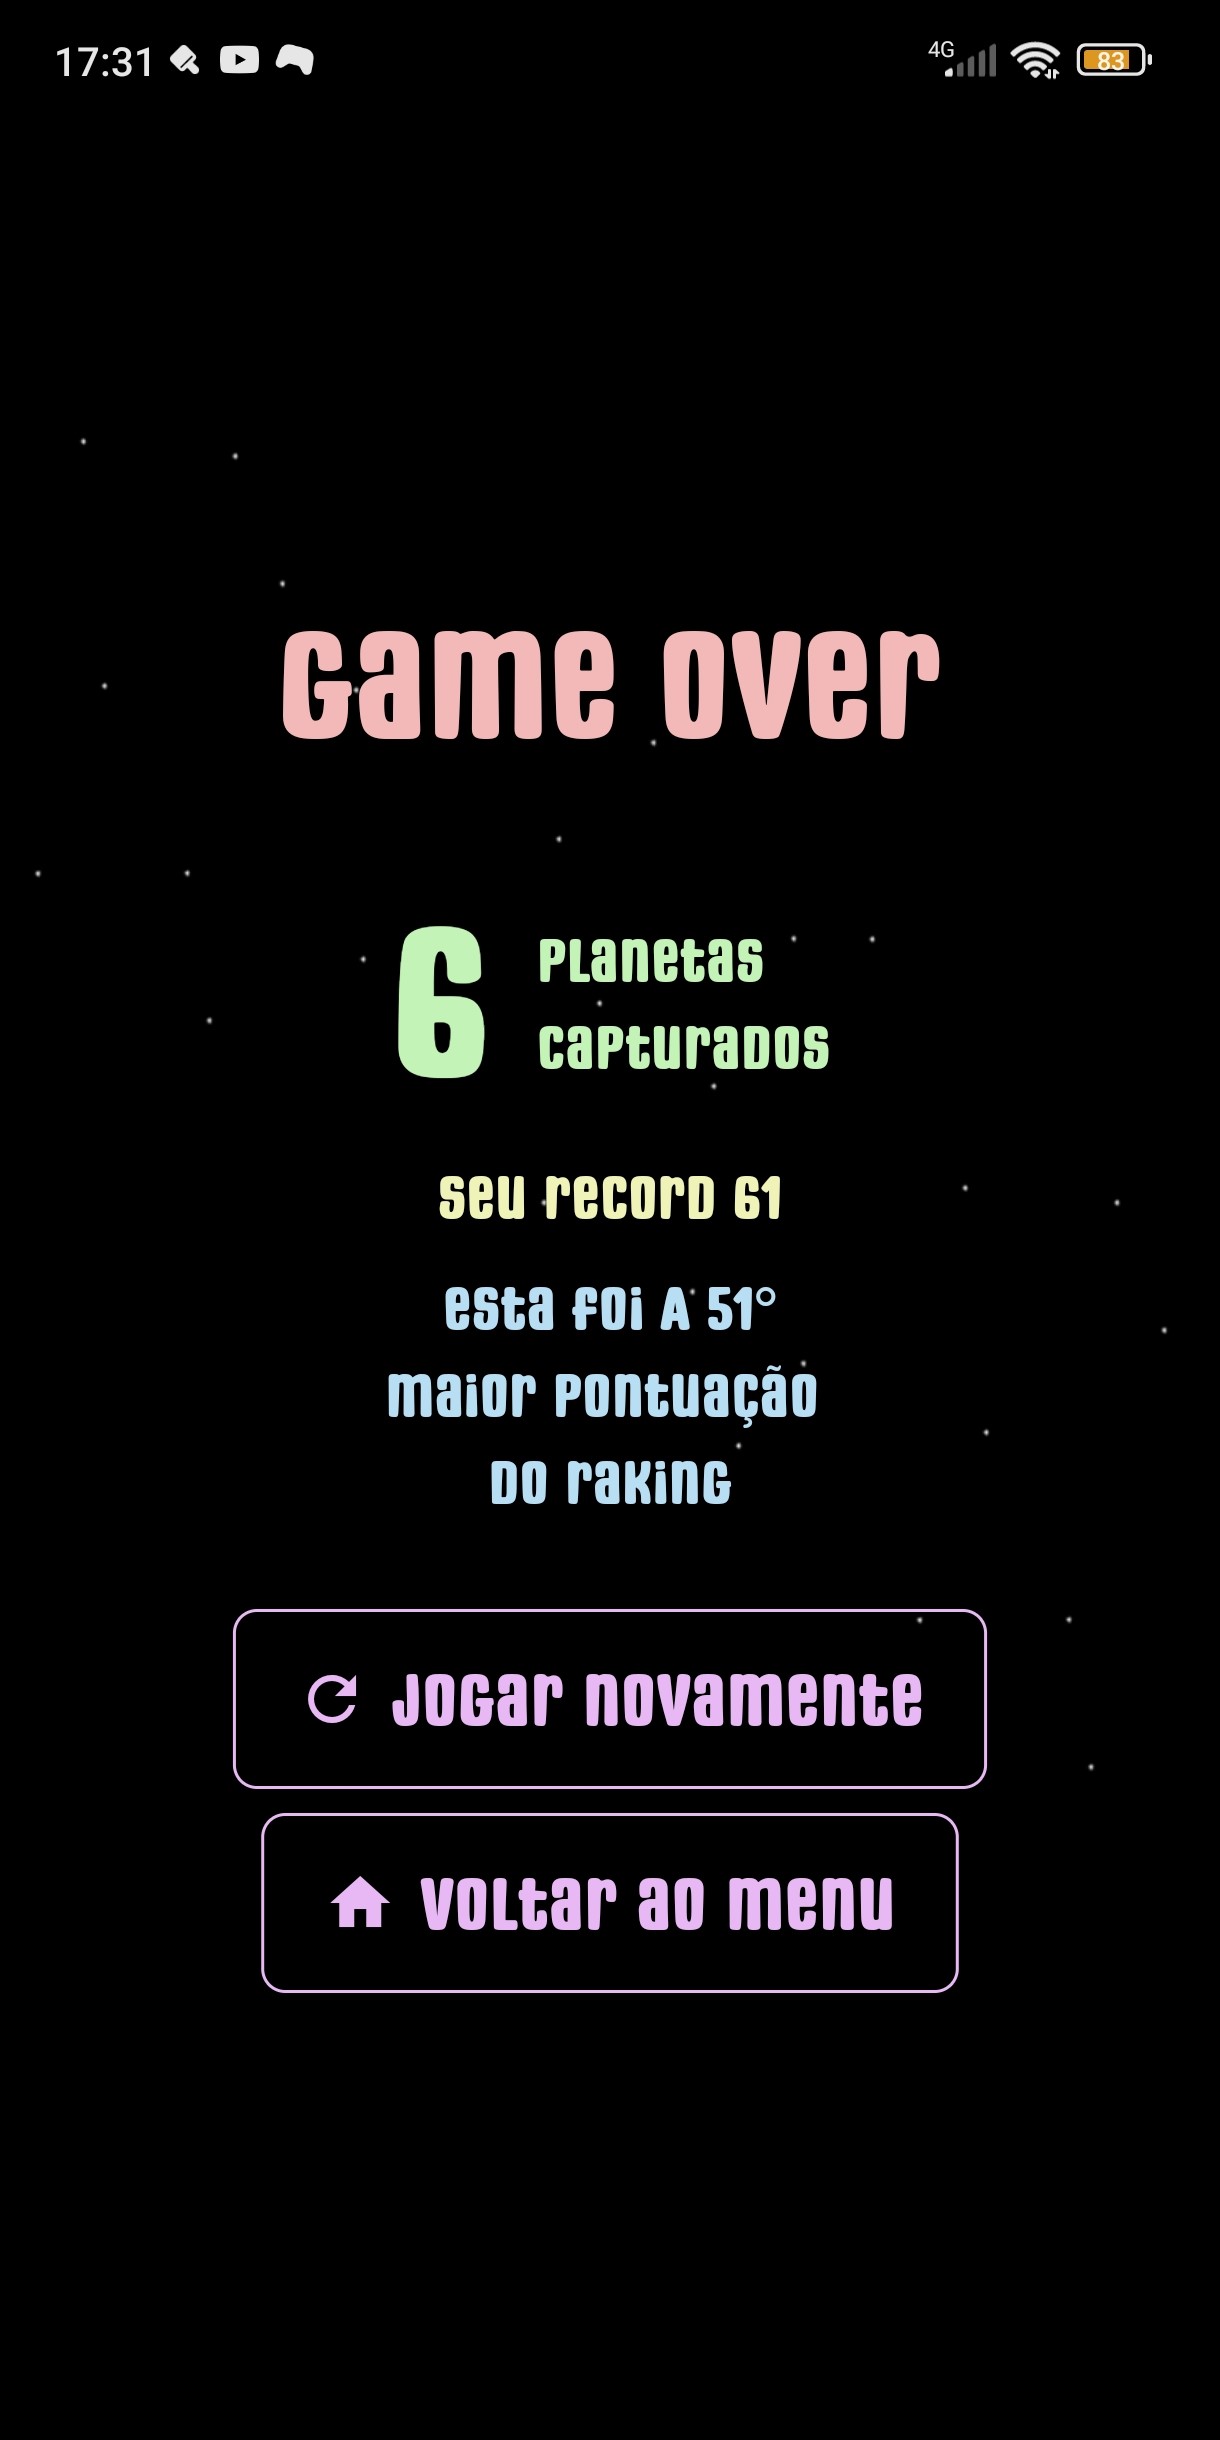 17:31
4G
83
Game over
6
Planetas
capturados
seu record 61
esta foi A 51°
maior pontuação
do raking
Jogar novamente
Voltar ao menu